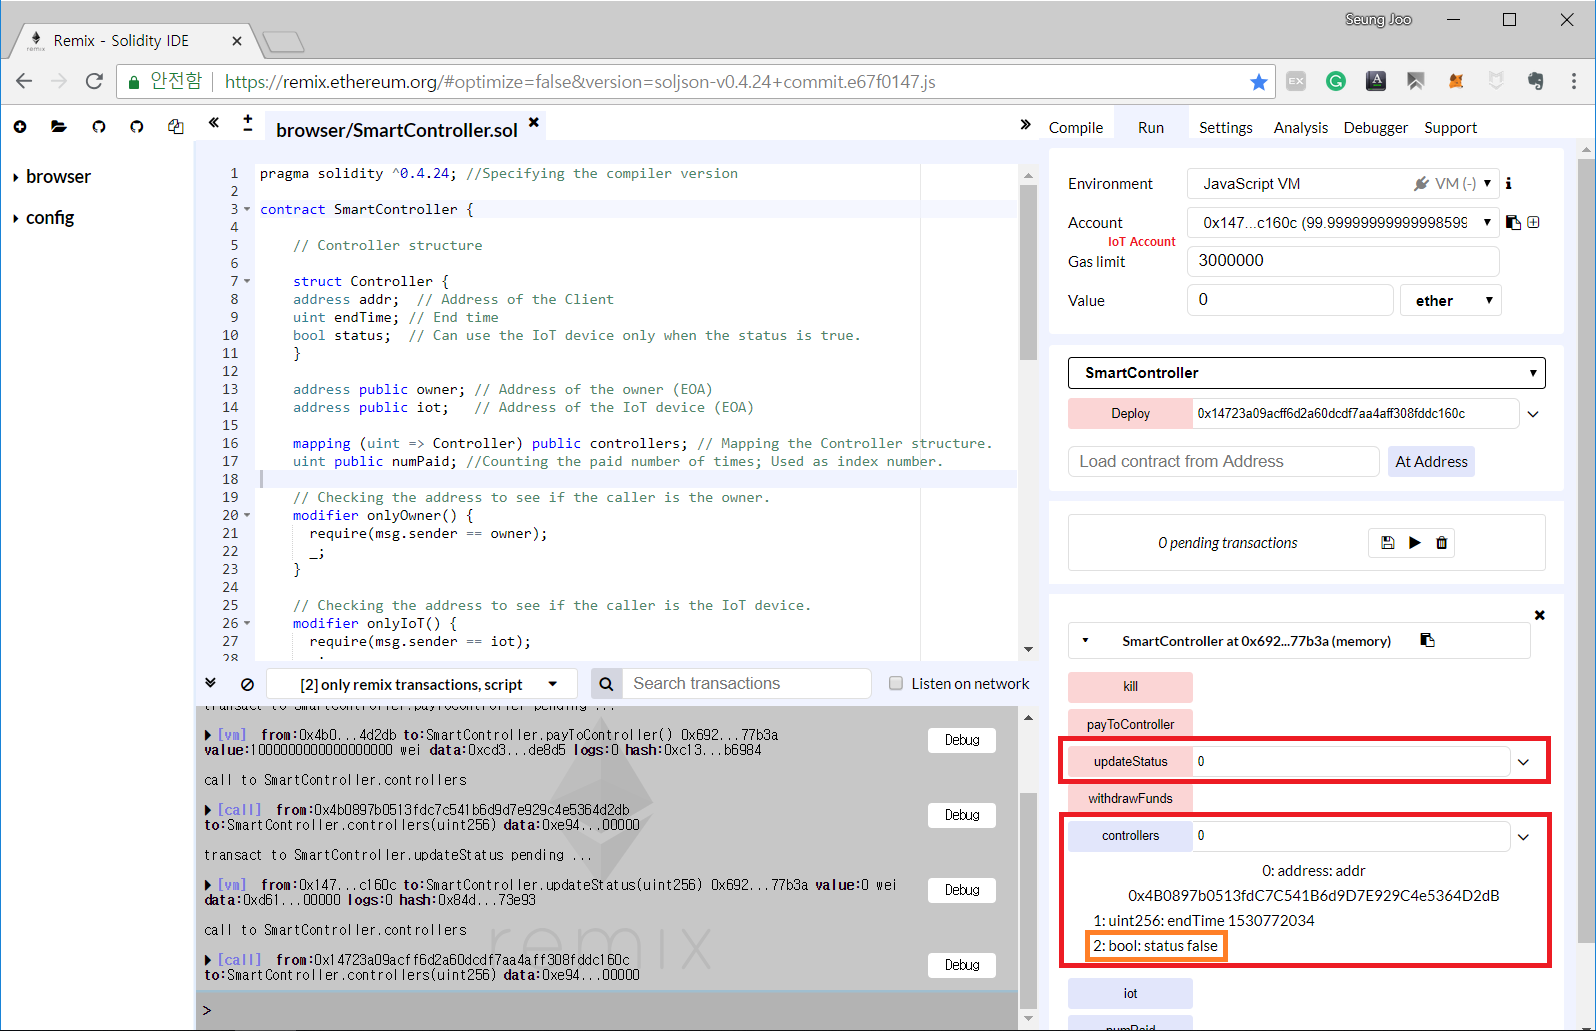 Seung Joo
Remix - Solidity IDE
안전함 https://remix.ethereum.org/#optimize=false&version=soljson-v0.4.24+commit.e67f0147.js
browser/SmartController.sol
Compile Run Settings Analysis Debugger Support
browser
config
1 pragma solidity ^0.4.24; //Specifying the compiler version
2
3 contract SmartController {
4
5 // Controller structure
6
7 struct Controller {
8 address addr;  // Address of the Client
9 uint endTime; // End time
10 bool status;  // Can use the IoT device only when the status is true.
11 }
12
13 address public owner; // Address of the owner (EOA)
14 address public iot;   // Address of the IoT device (EOA)
15
16 mapping (uint => Controller) public controllers; // Mapping the Controller structure.
17 uint public numPaid; //Counting the paid number of times; Used as index number.
18
19 // Checking the address to see if the caller is the owner.
20 modifier onlyOwner() {
21 require(msg.sender == owner);
22 _;
23 }
24
25 // Checking the address to see if the caller is the IoT device.
26 modifier onlyIoT() {
27 require(msg.sender == iot);
28
[2] only remix transactions, script
Search transactions
Listen on network
transact to SmartController.payToController pending ...
[vm] from:0x4b0...4d2db to:SmartController.payToController() 0x692...77b3a
value:1000000000000000000 wei data:0xcd3...de8d5 logs:0 hash:0xc13...b6984
Debug
call to SmartController.controllers
[call] from:0x4b0897b0513fdc7c541b6d9d7e929c4e5364d2db
to:SmartController.controllers(uint256) data:0xe94...00000
Debug
transact to SmartController.updateStatus pending ...
[vm] from:0x147...c160c to:SmartController.updateStatus(uint256) 0x692...77b3a value:0 wei
data:0xd61...00000 logs:0 hash:0x84d...73e93
Debug
call to SmartController.controllers
[call] from:0x14723a09acff6d2a60dcdf7aa4aff308fddc160c
to:SmartController.controllers(uint256) data:0xe94...00000
Debug
remix
>
Environment JavaScript VM VM (-)
Account 0x147...c160c (99.99999999999998599
IoT Account
Gas limit 3000000
Value 0 ether
SmartController
Deploy 0x14723a09acff6d2a60dcdf7aa4aff308fddc160c
Load contract from Address At Address
0 pending transactions
SmartController at 0x692...77b3a (memory)
kill
payToController
updateStatus 0
withdrawFunds
controllers 0
0: address: addr
0x4B0897b0513fdC7C541B6d9D7E929C4e5364D2dB
1: uint256: endTime 1530772034
2: bool: status false
iot
numPaid